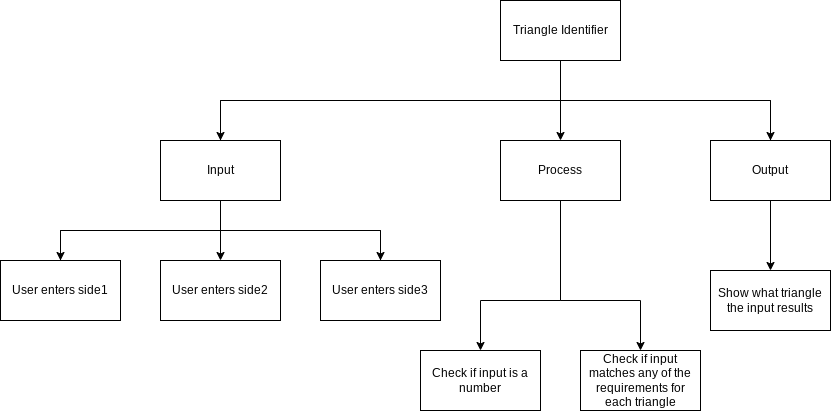 Triangle Identifier
Input
Process
Output
User enters side1
User enters side2
User enters side3
Show what triangle
the input results
Check if input is a
number
Check if input
matches any of the
requirements for
each triangle